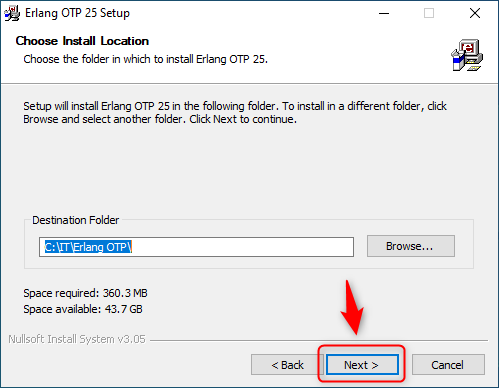 Erlang OTP 25 Setup
Choose Install Location
Choose the folder in which to install Erlang OTP 25.
Setup will install Erlang OTP 25 in the following folder. To install in a different folder, click
Browse and select another folder. Click Next to continue.
Destination Folder
C:\IT\Erlang OTP\
Browse...
Space required: 360.3 MB
Space available: 43.7 GB
Nullsoft Install System v3.05
< Back
Next >
Cancel